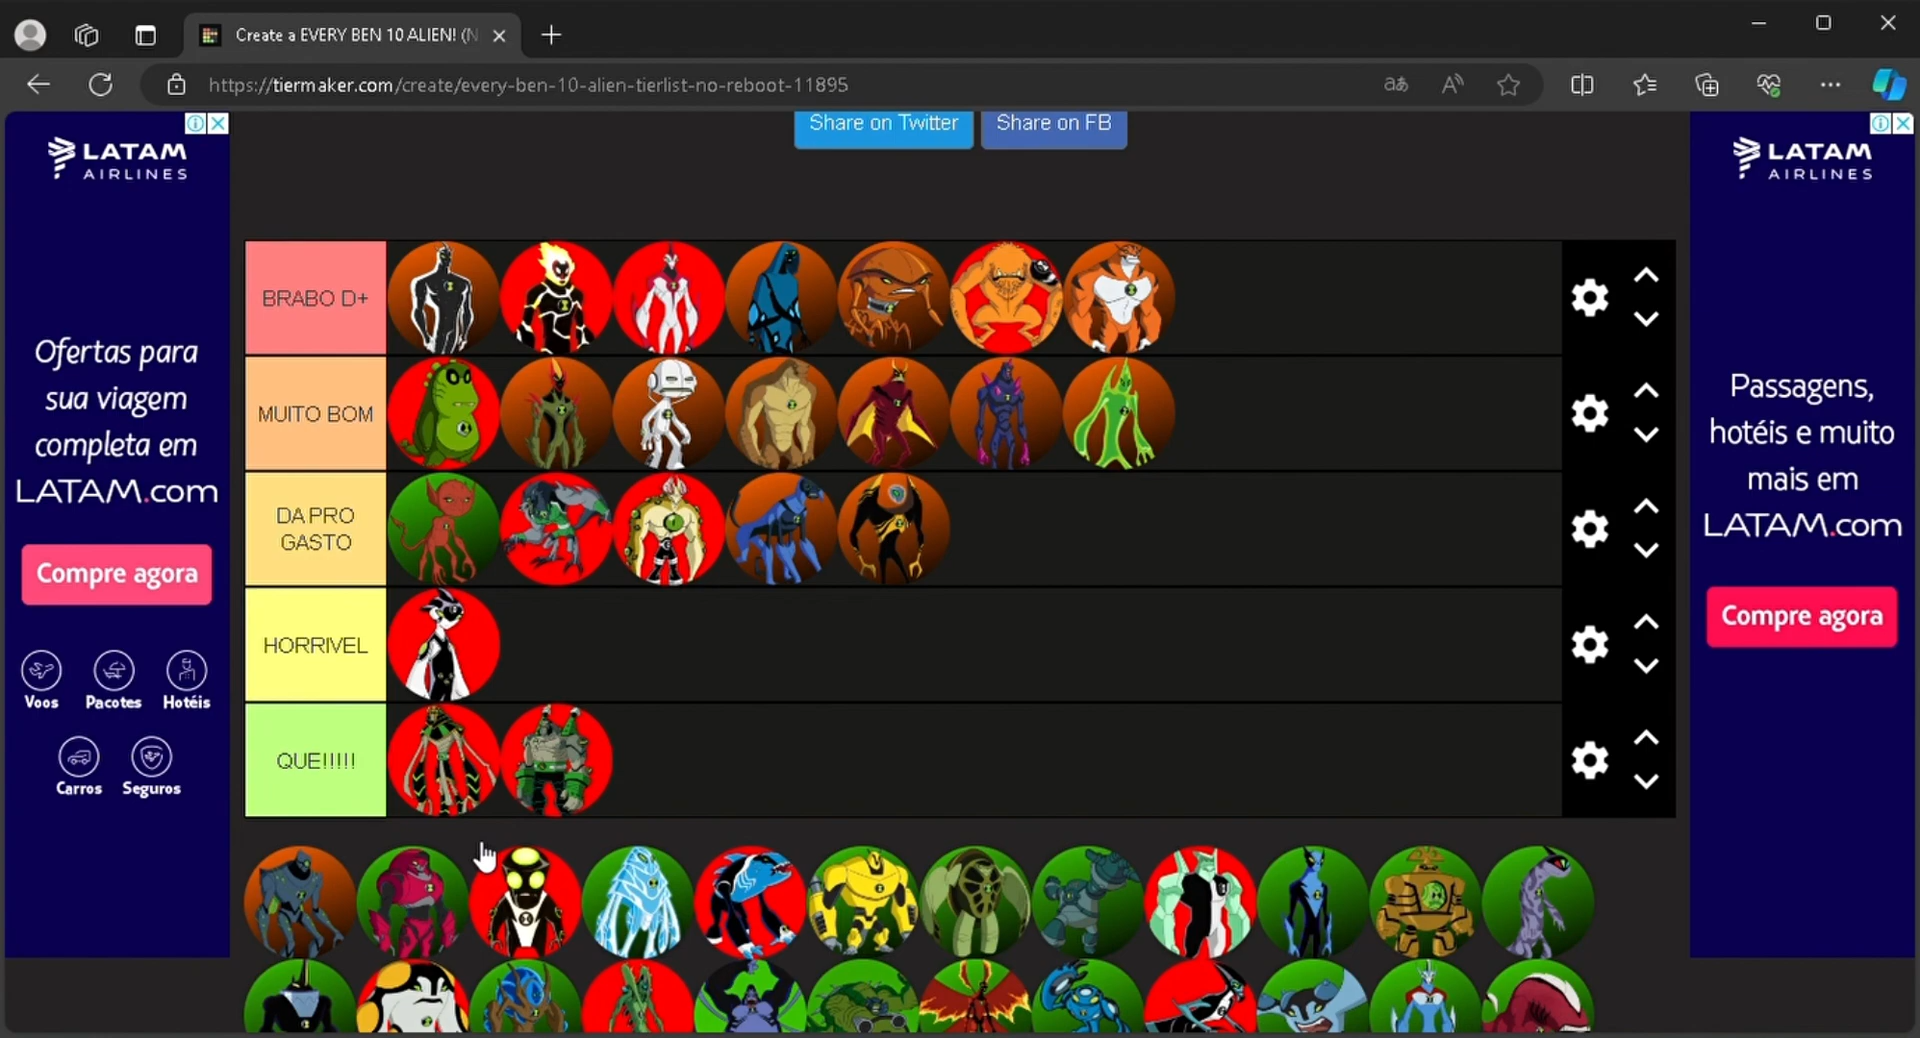 Create a EVERY BEN 10 ALIEN! (N
https://tiermaker.com/create/every-ben-10-alien-tierlist-no-reboot-11895
Share on Twitter
Share on FB
LATAM
AIRLINES
Ofertas para
sua viagem
completa em
LATAM.com
Compre agora
Voos
Pacotes
Hotéis
Carros
Seguros
BRABO D+
MUITO BOM
DA PRO
GASTO
HORRIVEL
QUE!!!!!
LATAM
AIRLINES
Passagens,
hotéis e muito
mais em
LATAM.com
Compre agora